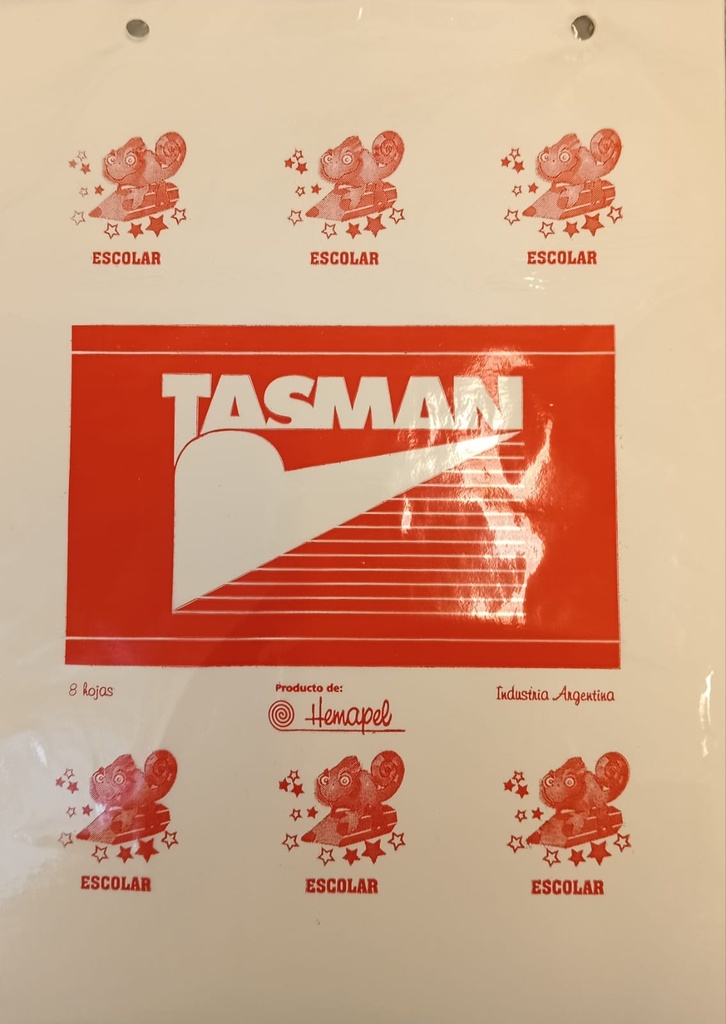 ESCOLAR ESCOLAR ESCOLAR
TASMAN
8 hojas
Producto de:
Hemapel
Industria Argentina
ESCOLAR ESCOLAR ESCOLAR